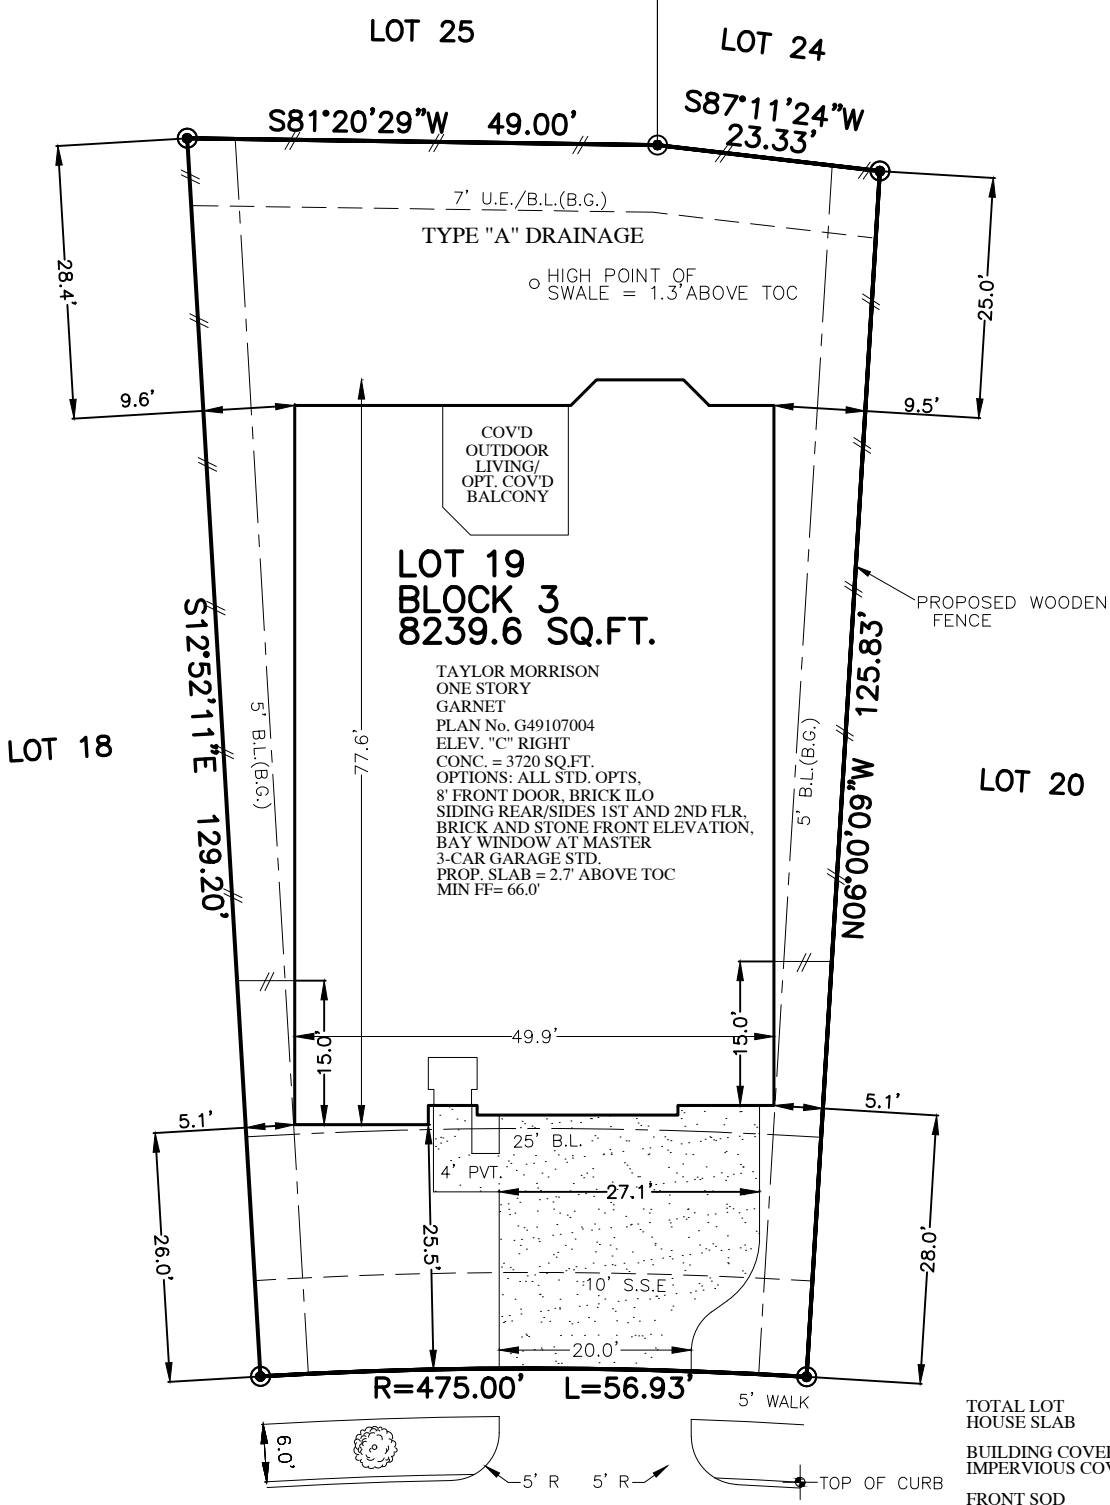 LOT 25
LOT 24
S81°20'29"W 49.00'
S87°11'24"W
23.33'
7' U.E./B.L.(B.G.)
TYPE "A" DRAINAGE
HIGH POINT OF
SWALE = 1.3' ABOVE TOC
28.4'
25.0'
9.6'
9.5'
COV'D
OUTDOOR
LIVING/
OPT. COV'D
BALCONY
LOT 19
BLOCK 3
8239.6 SQ.FT.
PROPOSED WOODEN
FENCE
TAYLOR MORRISON
ONE STORY
GARNET
PLAN No. G49107004
ELEV. "C" RIGHT
CONC. = 3720 SQ.FT.
OPTIONS: ALL STD. OPTS,
8' FRONT DOOR, BRICK ILO
SIDING REAR/SIDES 1ST AND 2ND FLR,
BRICK AND STONE FRONT ELEVATION,
BAY WINDOW AT MASTER
3-CAR GARAGE STD.
PROP. SLAB = 2.7' ABOVE TOC
MIN FF= 66.0'
S12°52'11"E 129.20'
N06°00'09"W 125.83'
5' B.L.(B.G.)
5' B.L.(B.G.)
77.6'
LOT 18
LOT 20
49.9'
15.0'
15.0'
5.1'
5.1'
25' B.L.
4' PVT.
27.1'
26.0'
25.5'
28.0'
10' S.S.E
20.0'
R=475.00' L=56.93'
5' WALK
6.0'
5' R
5' R
TOP OF CURB
TOTAL LOT
HOUSE SLAB
BUILDING COVE
IMPERVIOUS COV
FRONT SOD